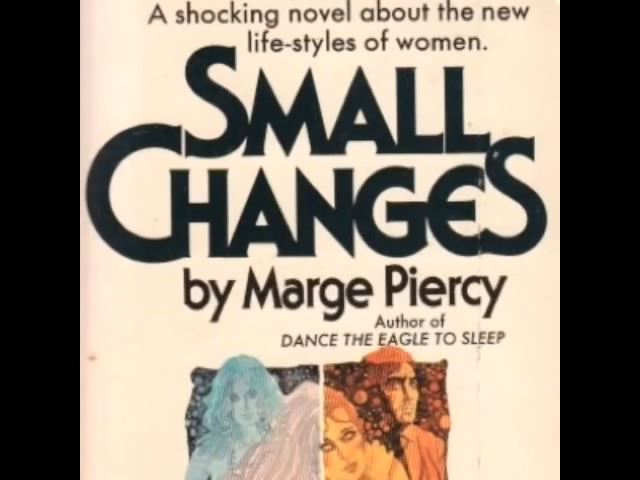 A shocking novel about the new
life-styles of women.
SMALL
CHANGES
by Marge Piercy
Author of
DANCE THE EAGLE TO SLEEP